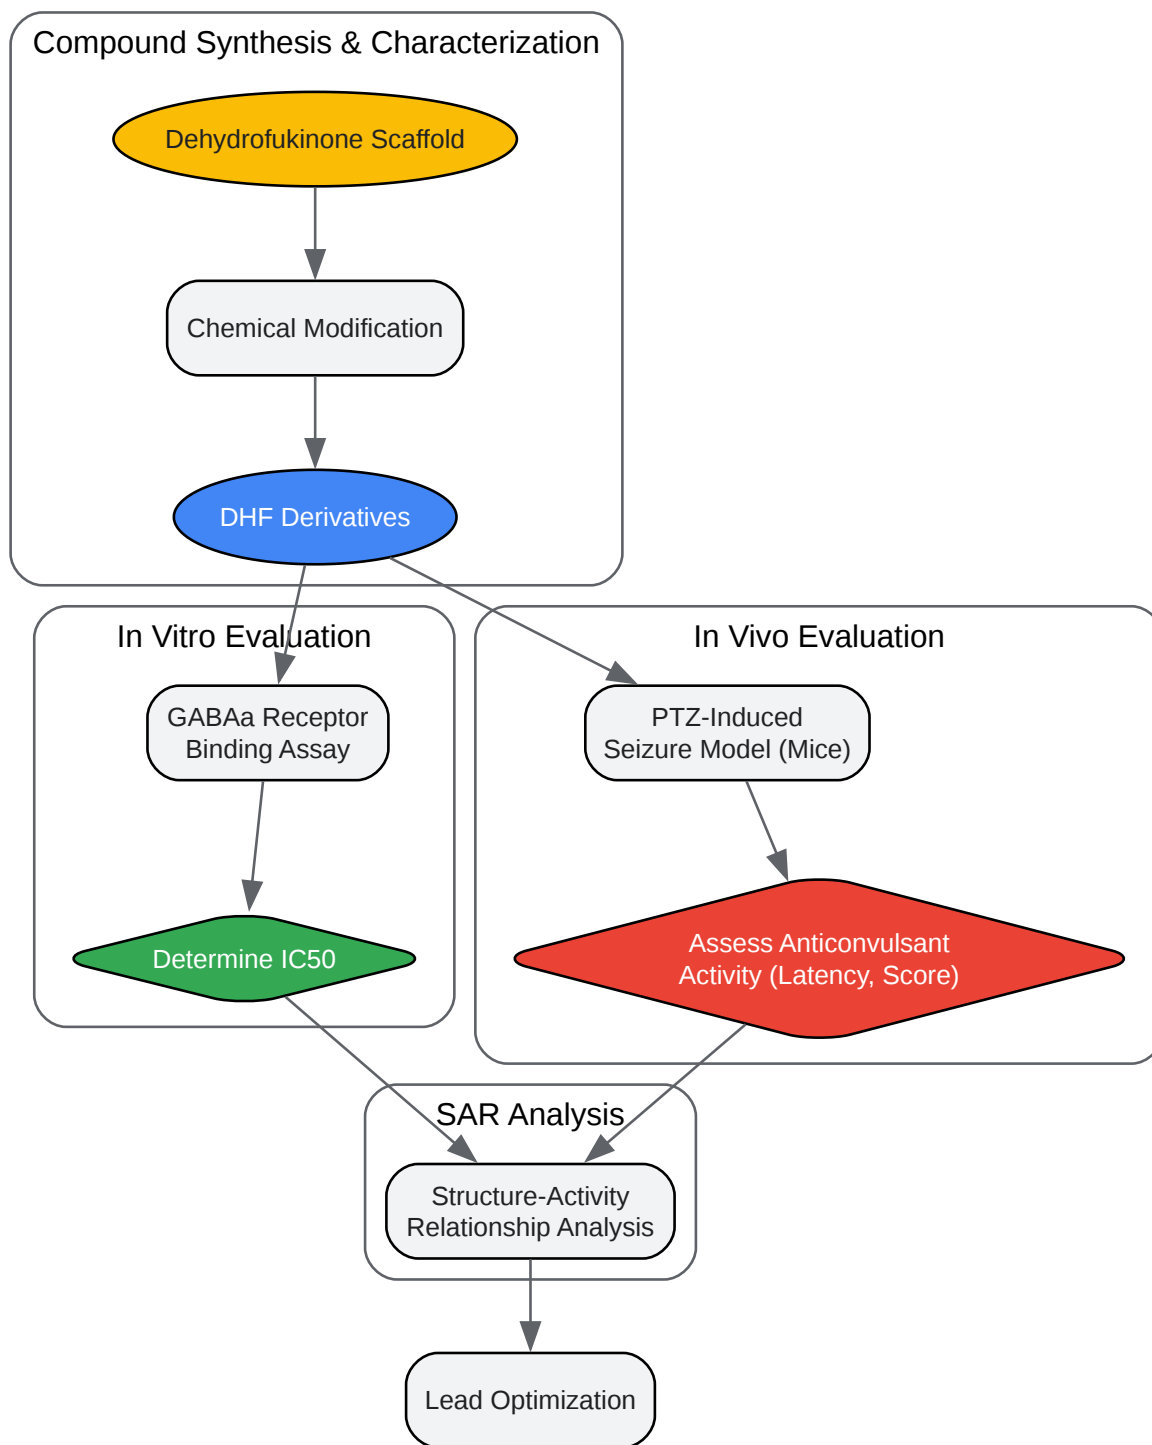 Compound Synthesis & Characterization
Dehydrofukinone Scaffold
Chemical Modification
DHF Derivatives
In Vitro Evaluation
GABAa Receptor
Binding Assay
Determine IC50
In Vivo Evaluation
PTZ-Induced
Seizure Model (Mice)
Assess Anticonvulsant
Activity (Latency, Score)
SAR Analysis
Structure-Activity
Relationship Analysis
Lead Optimization